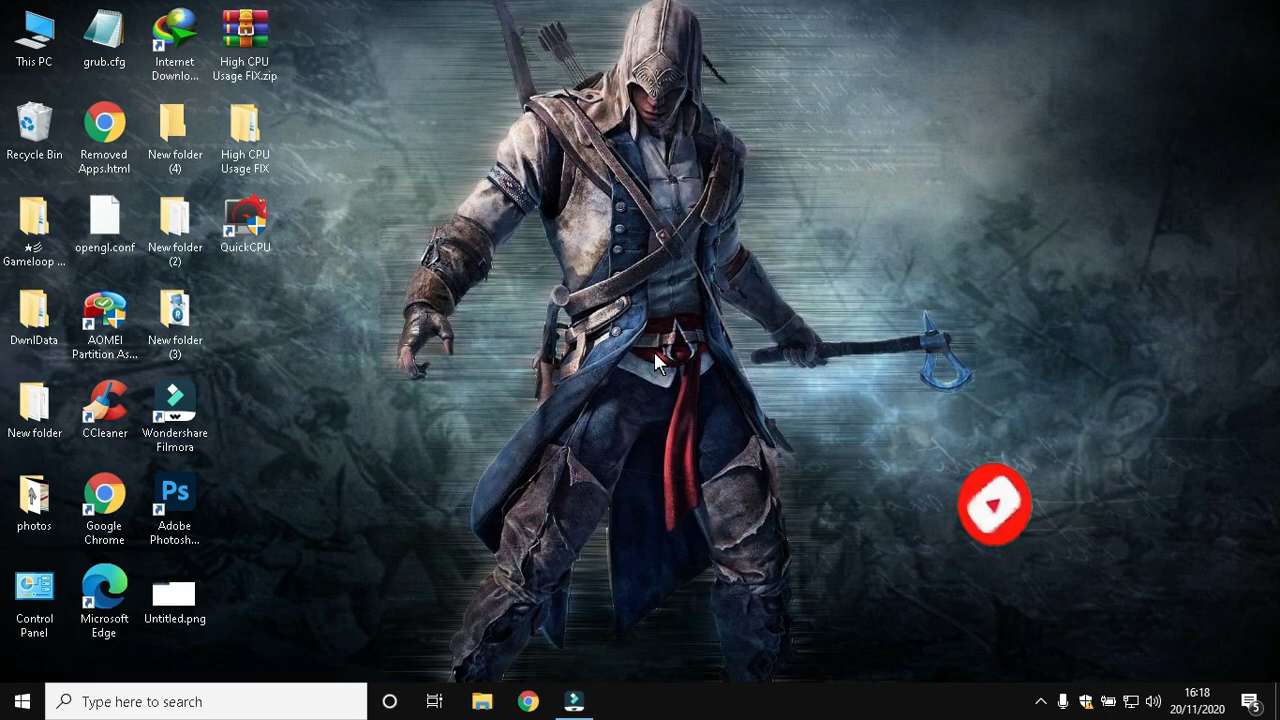 This PC
grub.cfg
Internet
Downlo...
High CPU
Usage FIX.zip
Recycle Bin
Removed
Apps.html
New folder
(4)
High CPU
Usage FIX
★彡
Gameloop ...
opengl.conf
New folder
(2)
QuickCPU
DwnlData
AOMEI
Partition As...
New folder
(3)
New folder
CCleaner
Wondershare
Filmora
photos
Google
Chrome
Ps
Adobe
Photosh...
Control
Panel
Microsoft
Edge
Untitled.png
Type here to search
16:18
20/11/2020
5